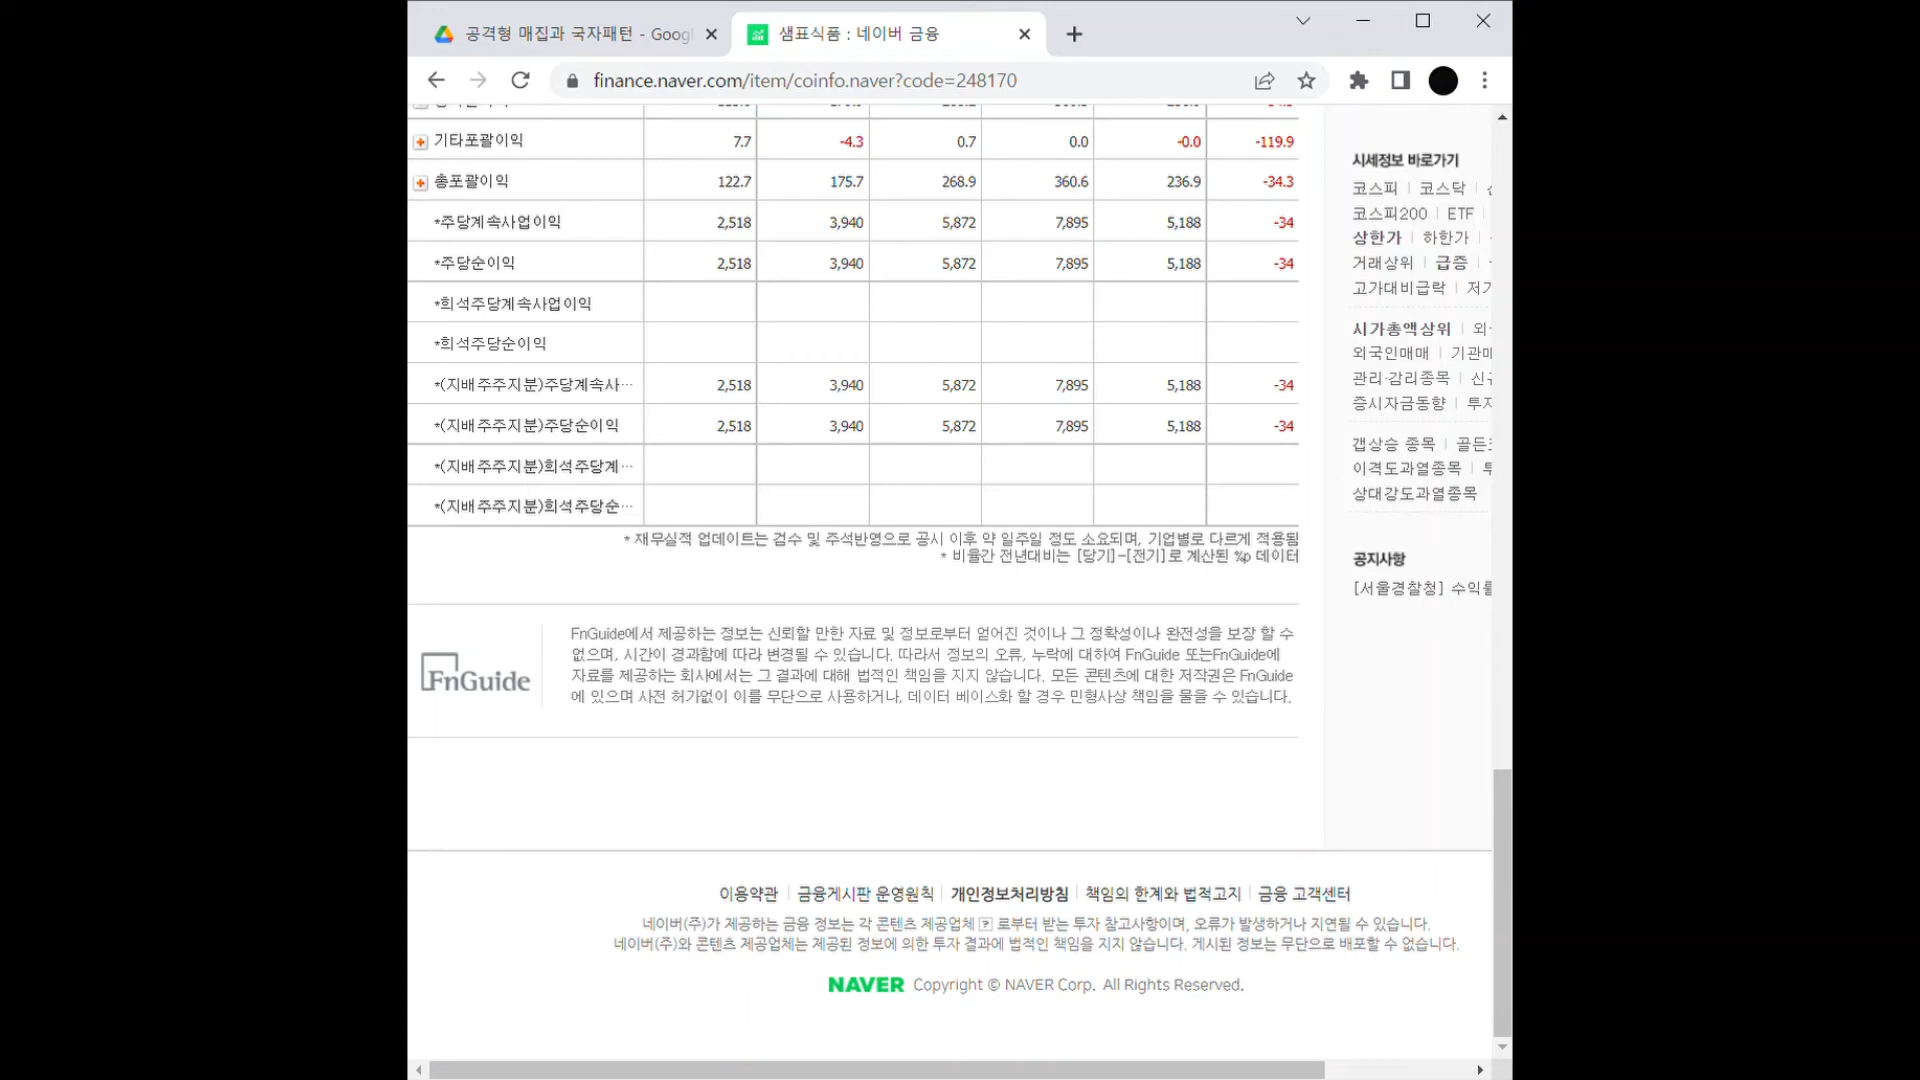 공격형 매집과 국자패턴 - Goog
샘표식품 : 네이버 금융
finance.naver.com/item/coinfo.naver?code=248170
기타포괄이익 7.7 -4.3 0.7 0.0 -0.0 -119.9
총포괄이익 122.7 175.7 268.9 360.6 236.9 -34.3
*주당계속사업이익 2,518 3,940 5,872 7,895 5,188 -34
*주당순이익 2,518 3,940 5,872 7,895 5,188 -34
*희석주당계속사업이익
*희석주당순이익
*(지배주주지분)주당계속사… 2,518 3,940 5,872 7,895 5,188 -34
*(지배주주지분)주당순이익 2,518 3,940 5,872 7,895 5,188 -34
*(지배주주지분)희석주당계…
*(지배주주지분)희석주당순…
* 재무실적 업데이트는 검수 및 주석반영으로 공시 이후 약 일주일 정도 소요되며, 기업별로 다르게 적용됨
* 비율간 전년대비는 [당기]-[전기]로 계산된 %p 데이터
FnGuide
FnGuide에서 제공하는 정보는 신뢰할 만한 자료 및 정보로부터 얻어진 것이나 그 정확성이나 완전성을 보장 할 수
없으며, 시간이 경과함에 따라 변경될 수 있습니다. 따라서 정보의 오류, 누락에 대하여 FnGuide 또는FnGuide에
자료를 제공하는 회사에서는 그 결과에 대해 법적인 책임을 지지 않습니다. 모든 콘텐츠에 대한 저작권은 FnGuide
에 있으며 사전 허가없이 이를 무단으로 사용하거나, 데이터 베이스화 할 경우 민형사상 책임을 물을 수 있습니다.
시세정보 바로가기
코스피 | 코스닥 |
코스피200 | ETF
상한가 | 하한가
거래상위 | 급증
고가대비급락 | 저가
시가총액상위 | 외
외국인매매 | 기관
관리·감리종목 | 신규
증시자금동향 | 투자
갭상승 종목 | 골든
이격도과열종목 | 투
상대강도과열종목
공지사항
[서울경찰청] 수익률
이용약관 | 금융게시판 운영원칙 | 개인정보처리방침 | 책임의 한계와 법적고지 | 금융 고객센터
네이버(주)가 제공하는 금융 정보는 각 콘텐츠 제공업체 ? 로부터 받는 투자 참고사항이며, 오류가 발생하거나 지연될 수 있습니다.
네이버(주)와 콘텐츠 제공업체는 제공된 정보에 의한 투자 결과에 법적인 책임을 지지 않습니다. 게시된 정보는 무단으로 배포할 수 없습니다.
NAVER Copyright © NAVER Corp. All Rights Reserved.